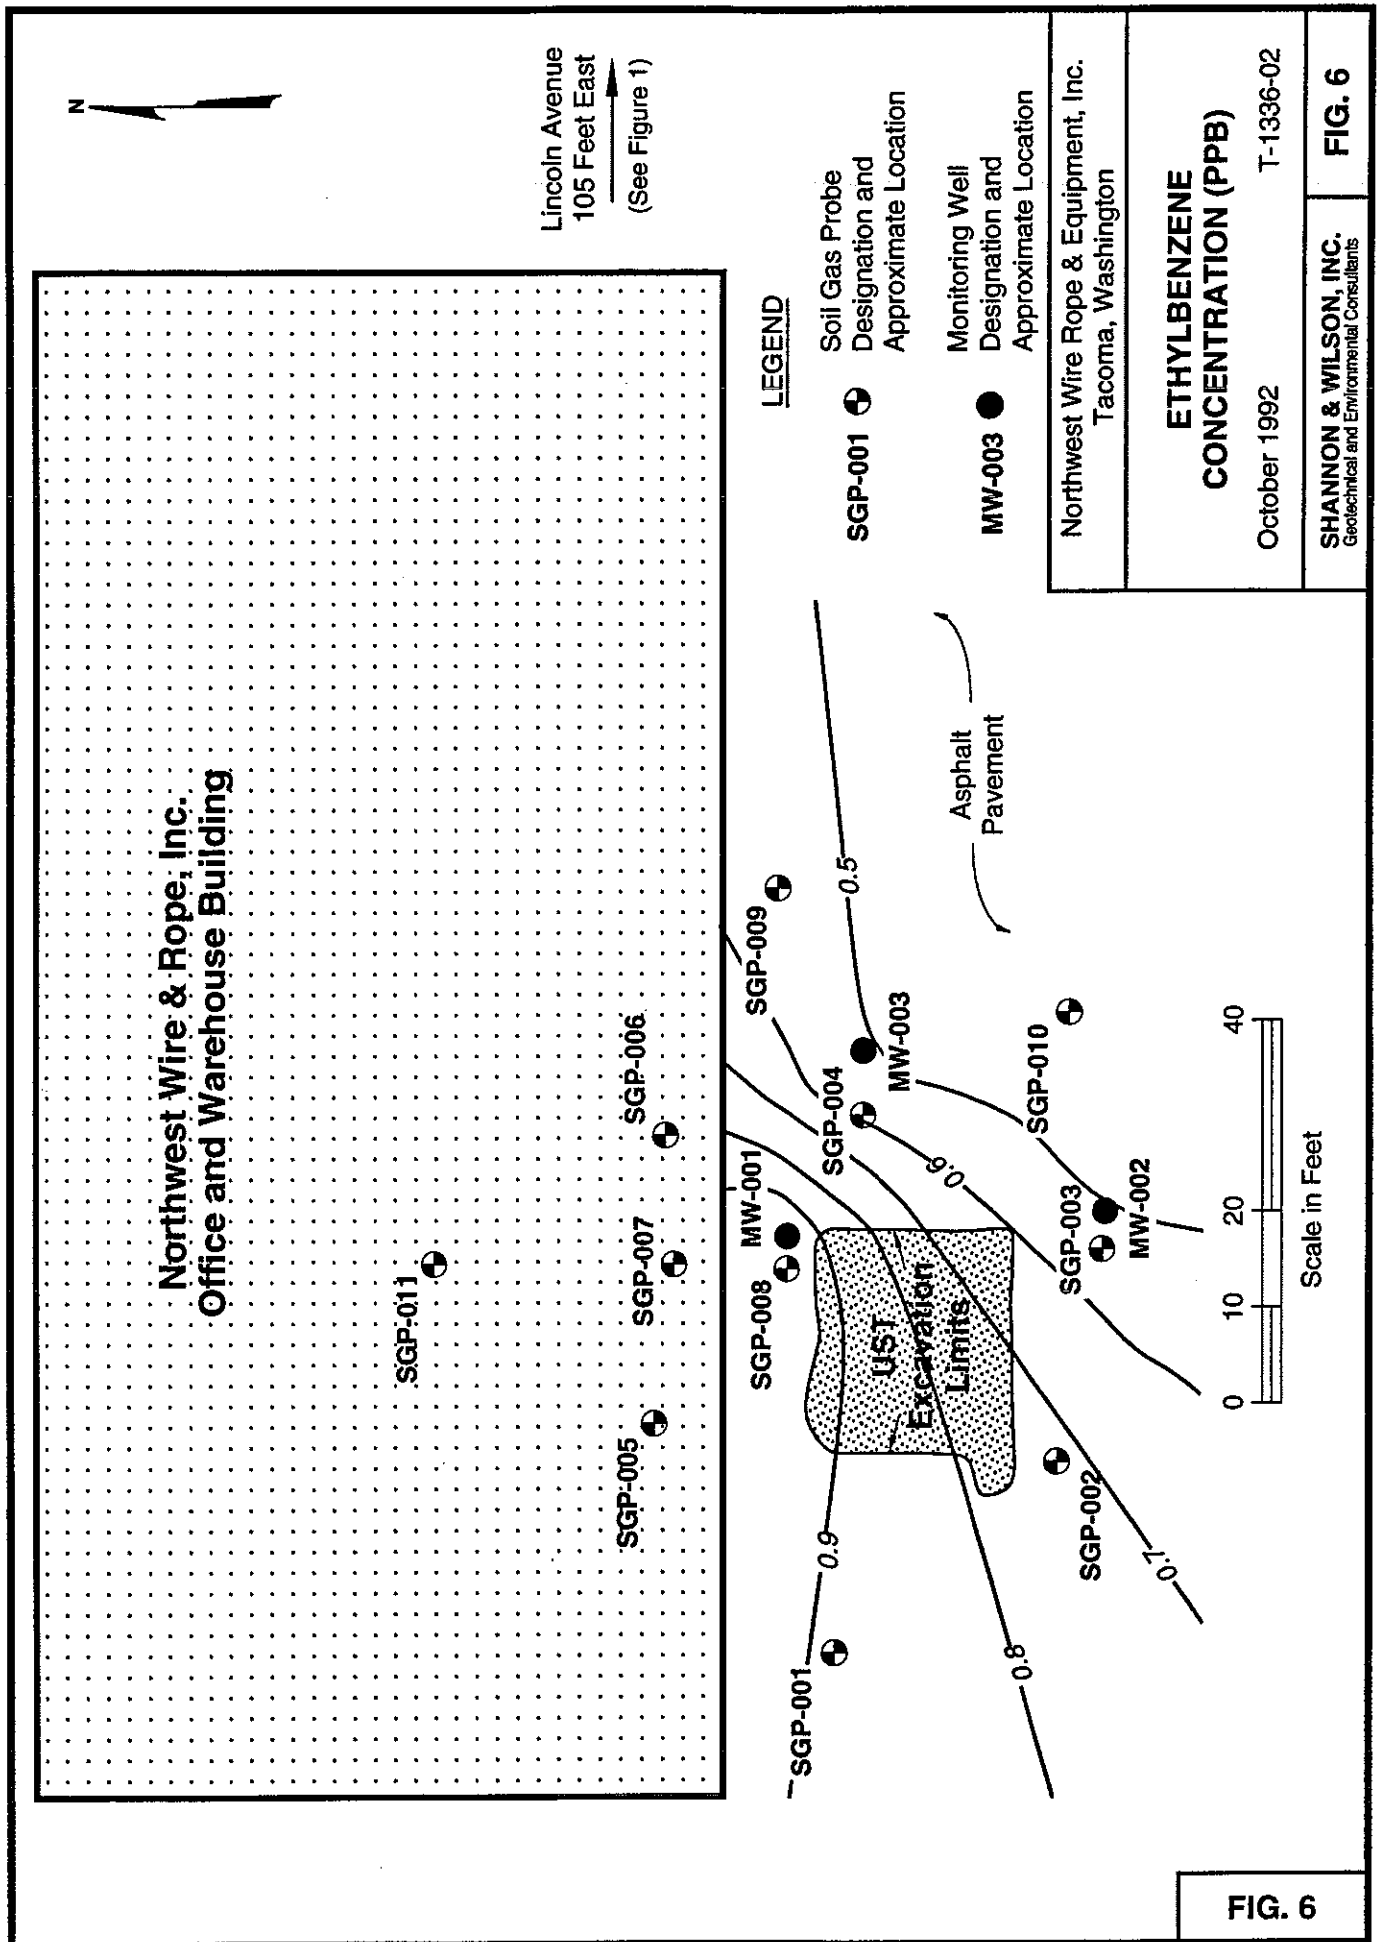 N
Lincoln Avenue
105 Feet East
(See Figure 1)
Northwest Wire & Rope, Inc.
Office and Warehouse Building
SGP-011
SGP-005
SGP-007
SGP-006
SGP-008
MW-001
SGP-009
SGP-001
0.9
SGP-004
MW-003
0.5
UST
Excavation
Limits
0.6
0.8
SGP-002
0.7
SGP-003
MW-002
SGP-010
Asphalt
Pavement
0
10
20
40
Scale in Feet
LEGEND
SGP-001
Soil Gas Probe
Designation and
Approximate Location
MW-003
Monitoring Well
Designation and
Approximate Location
Northwest Wire Rope & Equipment, Inc.
Tacoma, Washington
ETHYLBENZENE
CONCENTRATION (PPB)
October 1992
T-1336-02
SHANNON & WILSON, INC.
Geotechnical and Environmental Consultants
FIG. 6
FIG. 6